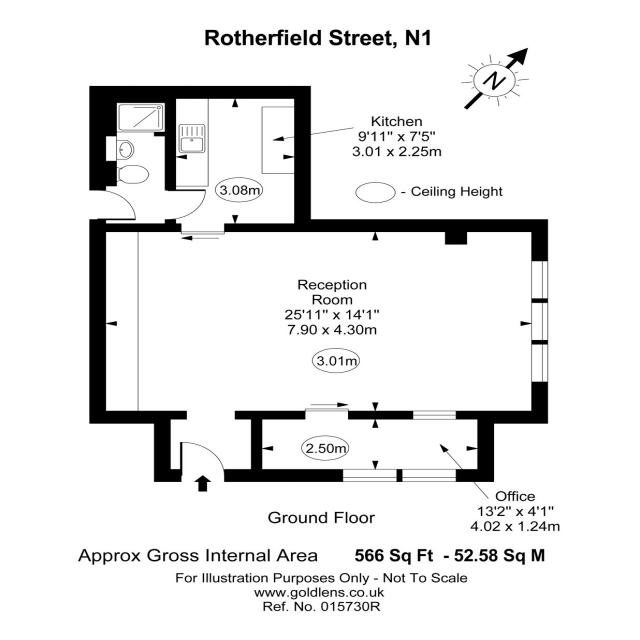 Rotherfield Street, N1
N
Kitchen
9'11" x 7'5"
3.01 x 2.25m
3.08m
- Ceiling Height
Reception
Room
25'11" x 14'1"
7.90 x 4.30m
3.01m
2.50m
Office
13'2" x 4'1"
4.02 x 1.24m
Ground Floor
Approx Gross Internal Area 566 Sq Ft - 52.58 Sq M
For Illustration Purposes Only - Not To Scale
www.goldlens.co.uk
Ref. No. 015730R